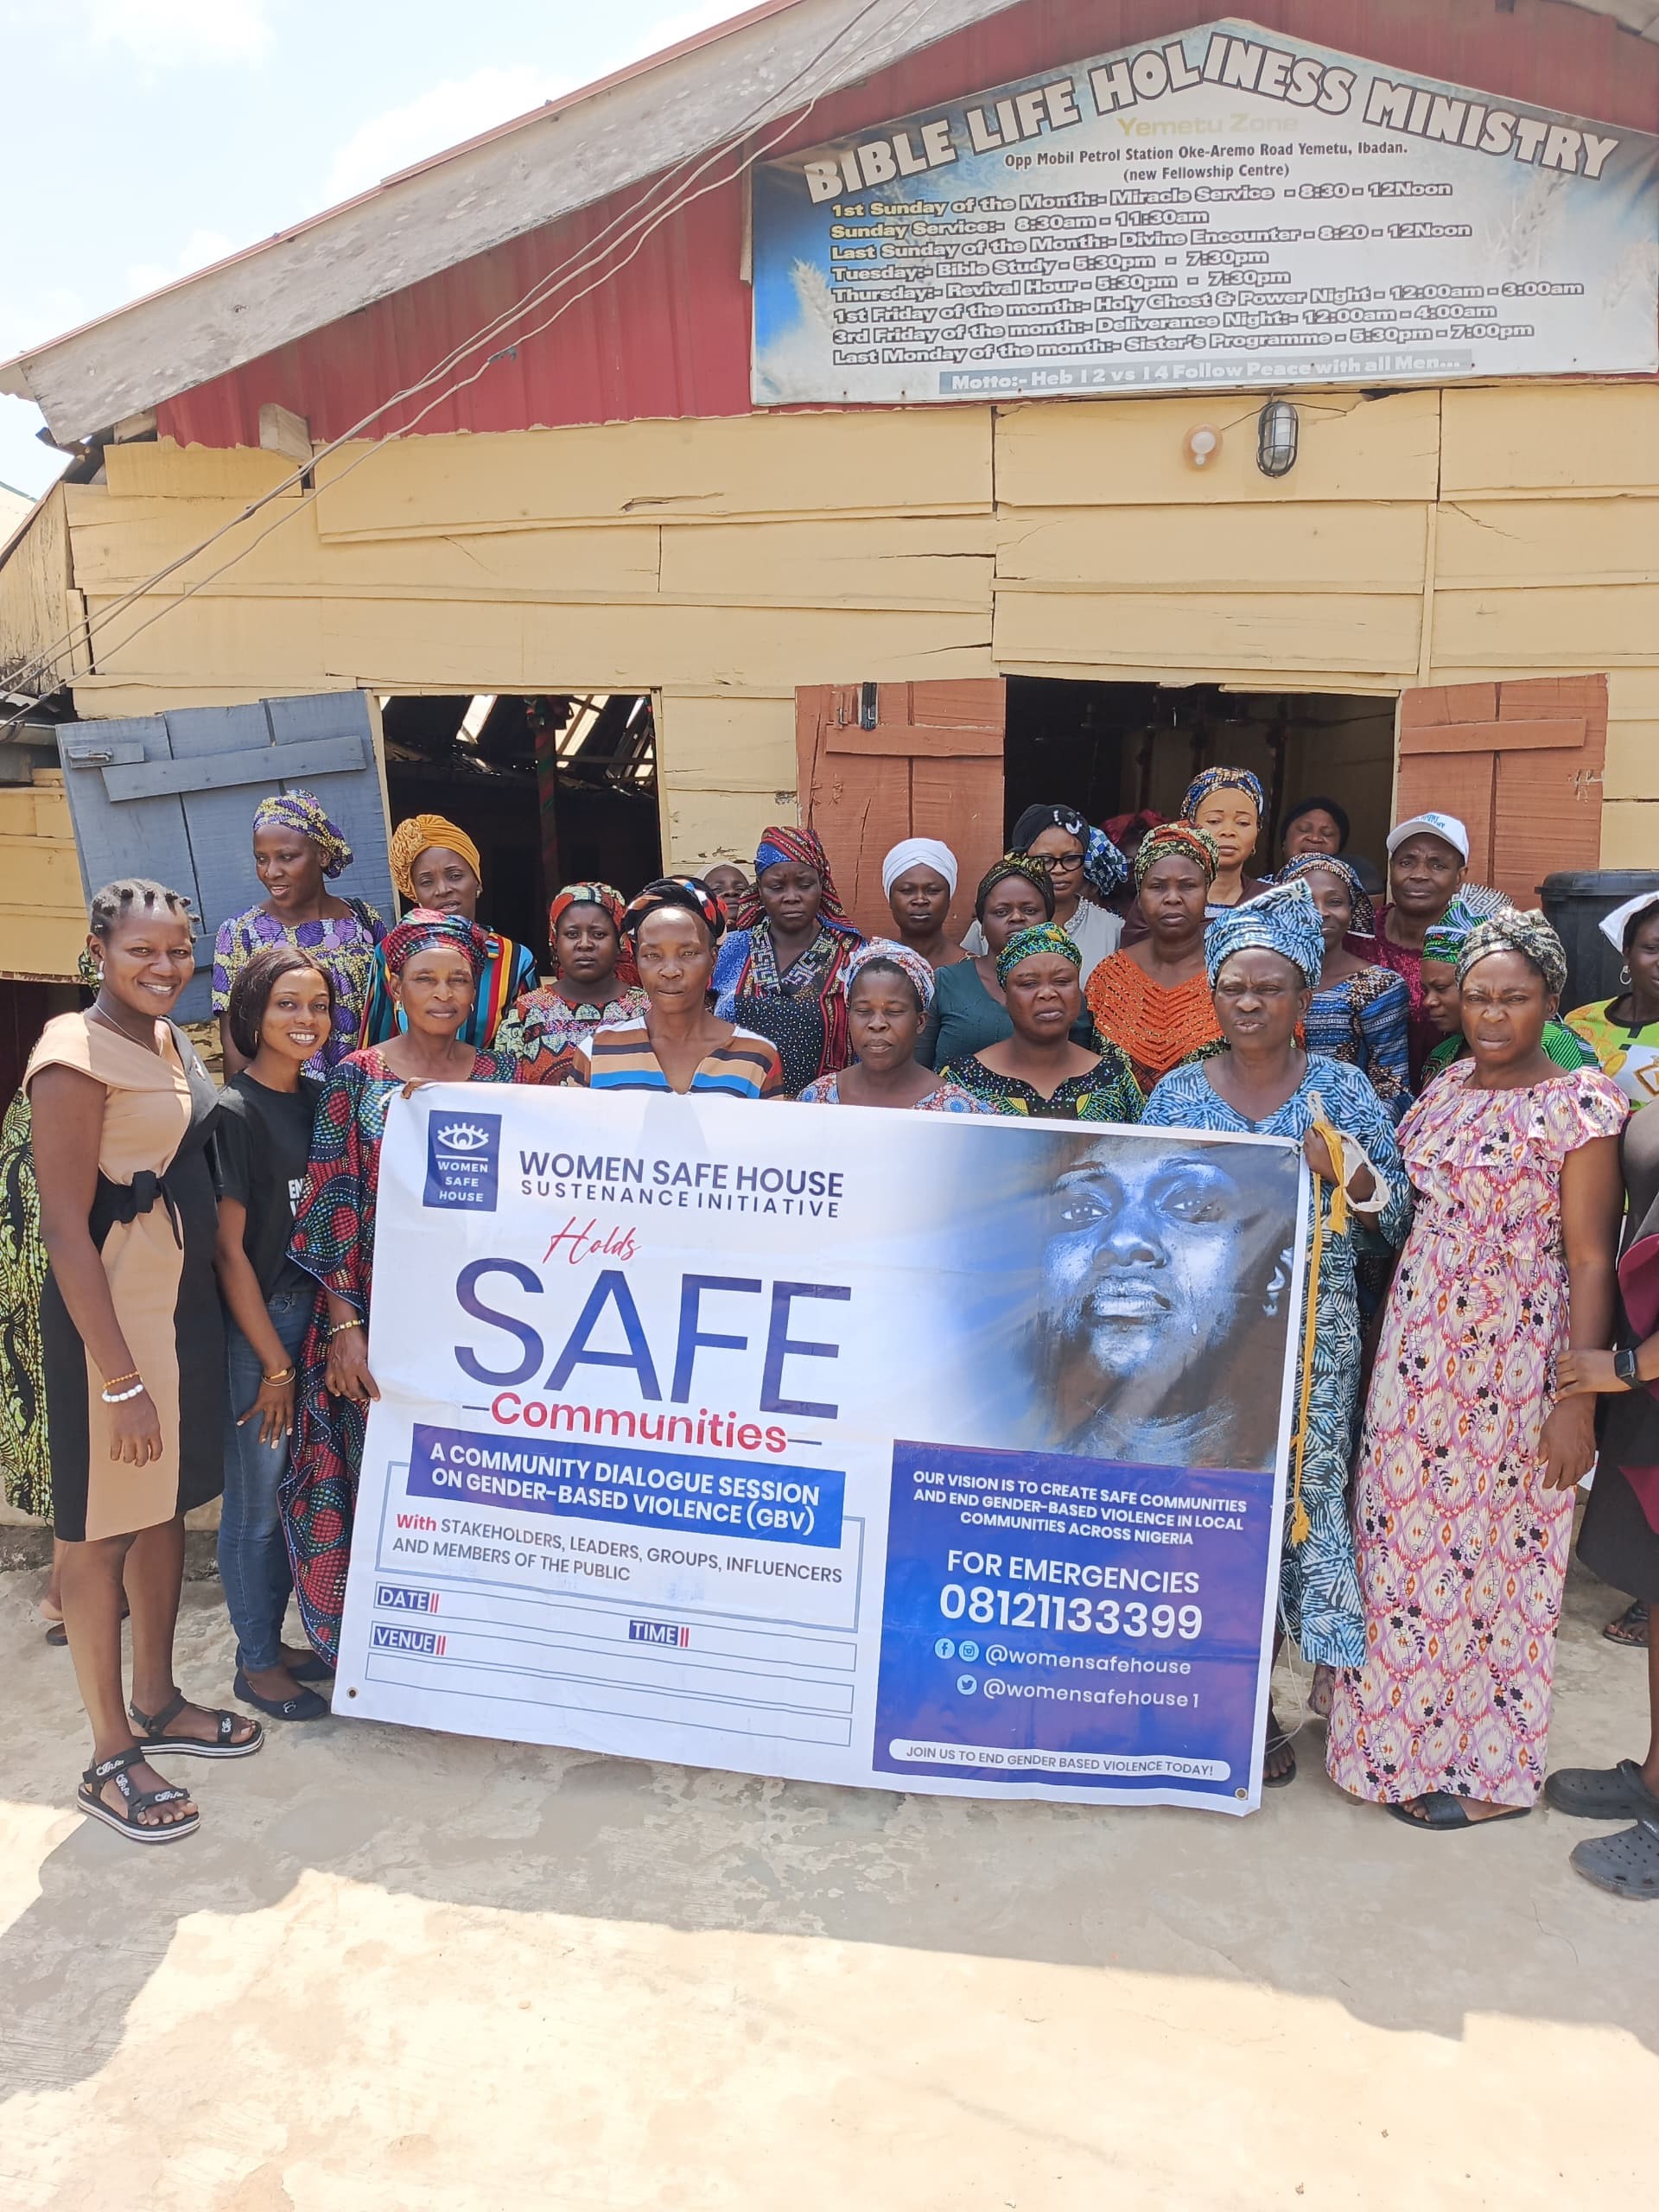 BIBLE LIFE HOLINESS MINISTRY
Yemetu Zone
Opp Mobil Petrol Station Oke-Aremo Road Yemetu, Ibadan.
(new Fellowship Centre)
1st Sunday of the Month:- Miracle Service - 8:30 - 12Noon
Sunday Service:- 8:30am - 11:30am
Last Sunday of the Month:- Divine Encounter - 8:20 - 12Noon
Tuesday:- Bible Study - 5:30pm - 7:30pm
Thursday:- Revival Hour - 5:30pm - 7:30pm
1st Friday of the month:- Holy Ghost & Power Night - 12:00am - 3:00am
3rd Friday of the month:- Deliverance Night:- 12:00am - 4:00am
Last Monday of the month:- Sister's Programme - 5:30pm - 7:00pm
Motto:- Heb 12 vs 14 Follow Peace with all Men...
WOMEN
SAFE
HOUSE
WOMEN SAFE HOUSE
SUSTENANCE INITIATIVE
Holds
SAFE
Communities
A COMMUNITY DIALOGUE SESSION
ON GENDER-BASED VIOLENCE (GBV)
With STAKEHOLDERS, LEADERS, GROUPS, INFLUENCERS
AND MEMBERS OF THE PUBLIC
DATE||
TIME||
VENUE||
OUR VISION IS TO CREATE SAFE COMMUNITIES
AND END GENDER-BASED VIOLENCE IN LOCAL
COMMUNITIES ACROSS NIGERIA
FOR EMERGENCIES
08121133399
@womensafehouse
@womensafehouse1
JOIN US TO END GENDER BASED VIOLENCE TODAY!